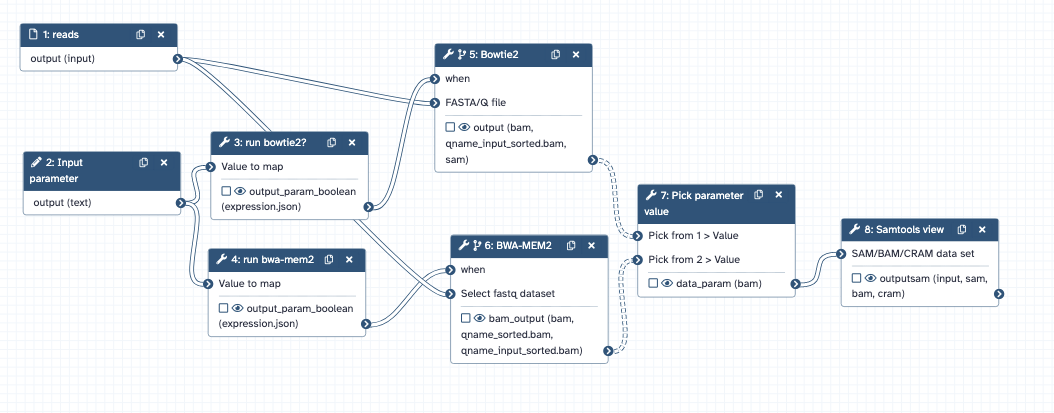 1: reads
output (input)
2: Input
parameter
output (text)
3: run bowtie2?
Value to map
output_param_boolean
(expression.json)
4: run bwa-mem2
Value to map
output_param_boolean
(expression.json)
5: Bowtie2
when
FASTA/Q file
output (bam,
qname_input_sorted.bam,
sam)
6: BWA-MEM2
when
Select fastq dataset
bam_output (bam,
qname_sorted.bam,
qname_input_sorted.bam)
7: Pick parameter
value
Pick from 1 > Value
Pick from 2 > Value
data_param (bam)
8: Samtools view
SAM/BAM/CRAM data set
outputsam (input, sam,
bam, cram)